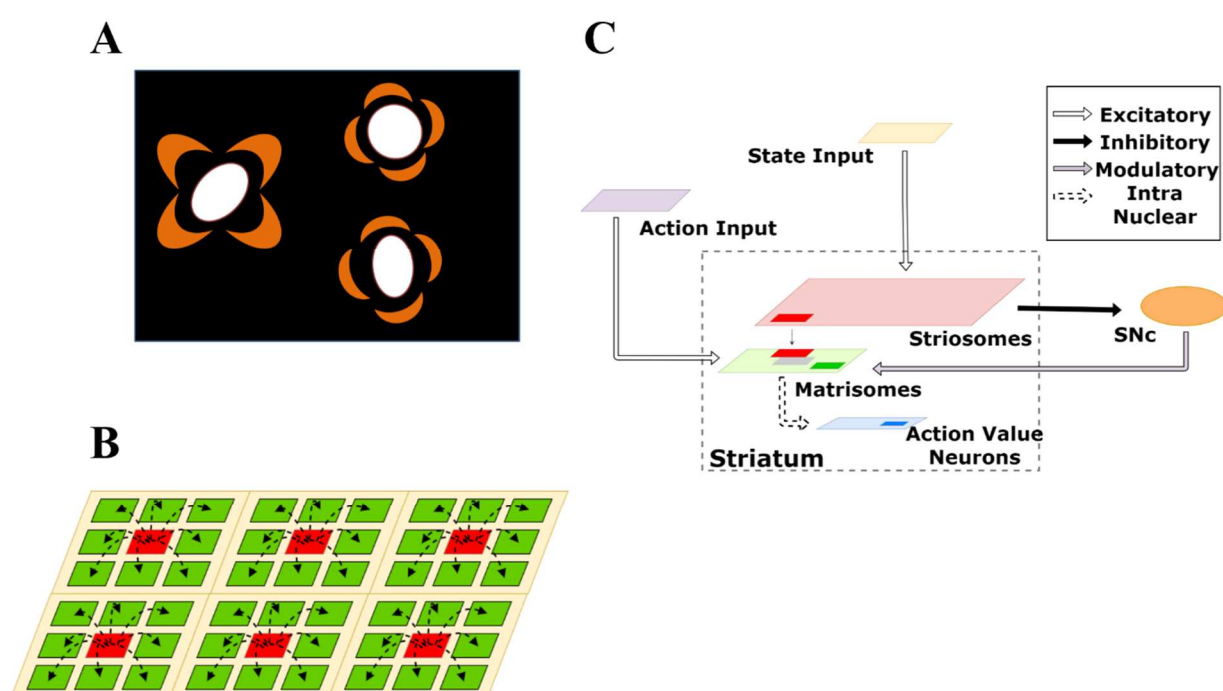 A
C
Excitatory
Inhibitory
Modulatory
Intra
Nuclear
State Input
Action Input
Striosomes
SNc
Matrisomes
Action Value
Neurons
Striatum
B